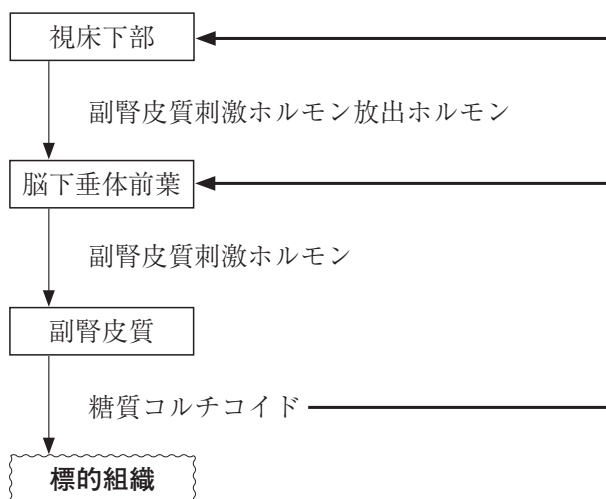 視床下部
副腎皮質刺激ホルモン放出ホルモン
脳下垂体前葉
副腎皮質刺激ホルモン
副腎皮質
糖質コルチコイド
標的組織